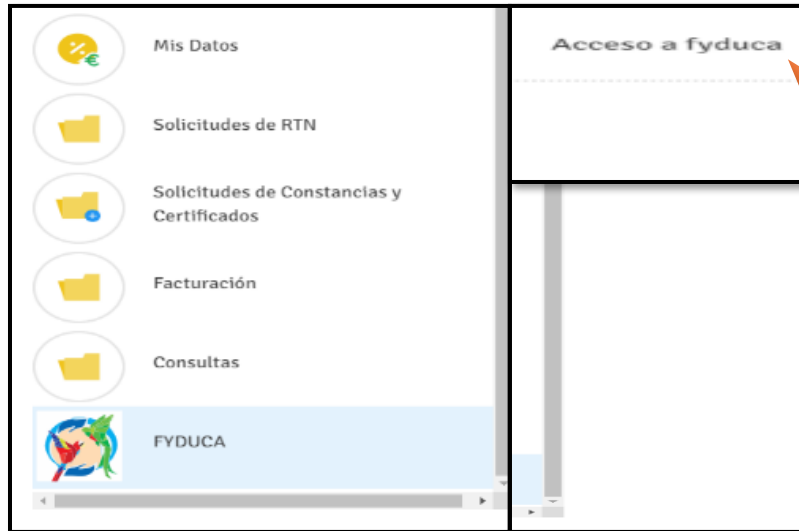 Mis Datos
Solicitudes de RTN
Solicitudes de Constancias y
Certificados
Facturación
Consultas
FYDUCA
Acceso a fyduca